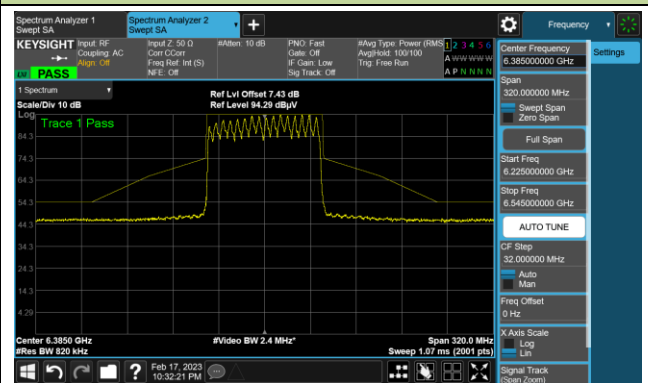 Spectrum Analyzer 1
Swept SA
Spectrum Analyzer 2
Swept SA
Frequency
KEYSIGHT
Input: RF
Coupling: AC
Align: Off
Input Z: 50 Ω
Corr CCorr
Freq Ref: Int (S)
NFE: Off
#Atten: 10 dB
PNO: Fast
Gate: Off
IF Gain: Low
Sig Track: Off
#Avg Type: Power (RMS
Avg|Hold: 100/100
Trig: Free Run
1 2 3 4 5 6
A W W W W W
A P N N N N
LXI
PASS
1 Spectrum
Scale/Div 10 dB
Ref Lvl Offset 7.43 dB
Ref Level 94.29 dBµV
Log
Trace 1 Pass
84.3
74.3
64.3
54.3
44.3
34.3
24.3
14.3
4.29
Center 6.3850 GHz
#Res BW 820 kHz
#Video BW 2.4 MHz*
Span 320.0 MHz
Sweep 1.07 ms (2001 pts)
Feb 17, 2023
10:32:21 PM
Center Frequency
6.385000000 GHz
Settings
Span
320.000000 MHz
Swept Span
Zero Span
Full Span
Start Freq
6.225000000 GHz
Stop Freq
6.545000000 GHz
AUTO TUNE
CF Step
32.000000 MHz
Auto
Man
Freq Offset
0 Hz
X Axis Scale
Log
Lin
Signal Track
(Span Zoom)